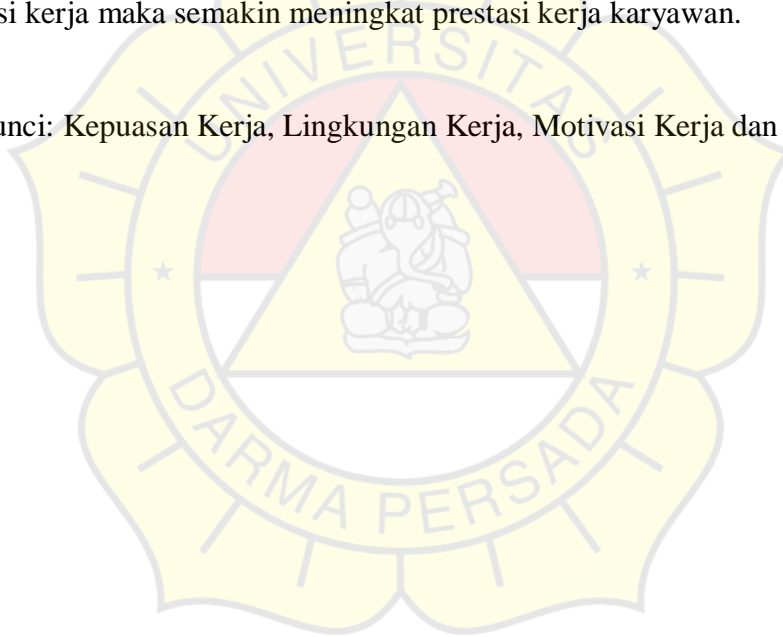 si kerja maka semakin meningkat prestasi kerja karyawan.
unci: Kepuasan Kerja, Lingkungan Kerja, Motivasi Kerja dan
UNIVERSITAS
DARMA PERSADA